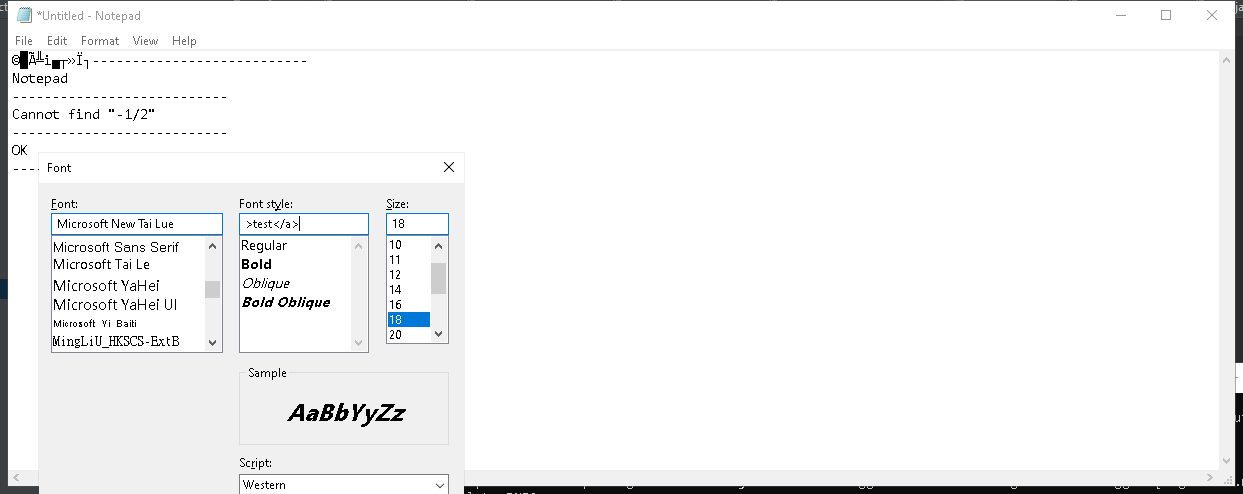 *Untitled - Notepad
File Edit Format View Help
©█Ã╩i▄┬»Ï┐---------------------------
Notepad
---------------------------
Cannot find "-1/2"
---------------------------
OK
----
Font
Font: Font style: Size:
Microsoft New Tai Lue >test</a> 18
Microsoft Sans Serif Regular 10
Microsoft Tai Le Bold 11
Microsoft YaHei Oblique 12
Microsoft YaHei UI Bold Oblique 14
Microsoft Yi Baiti 16
MingLiU_HKSCS-ExtB 18
20
Sample
AaBbYyZz
Script:
Western